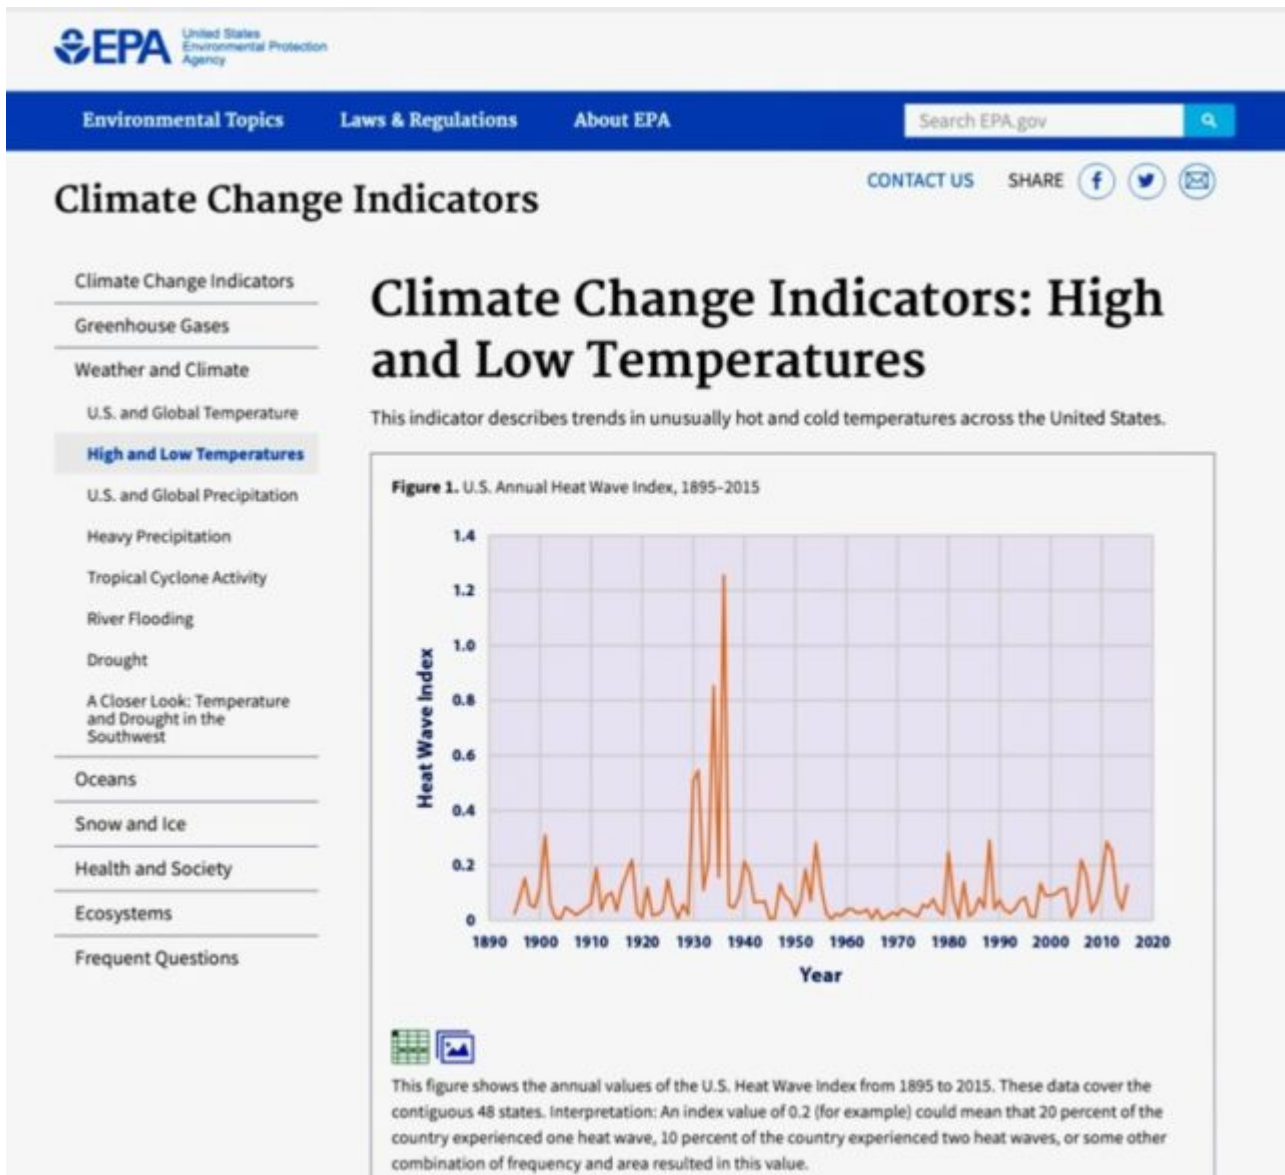 EPA United States
Environmental Protection
Agency
Environmental Topics Laws & Regulations About EPA Search EPA.gov
Climate Change Indicators
CONTACT US SHARE
Climate Change Indicators
Greenhouse Gases
Weather and Climate
U.S. and Global Temperature
High and Low Temperatures
U.S. and Global Precipitation
Heavy Precipitation
Tropical Cyclone Activity
River Flooding
Drought
A Closer Look: Temperature
and Drought in the
Southwest
Oceans
Snow and Ice
Health and Society
Ecosystems
Frequent Questions
Climate Change Indicators: High
and Low Temperatures
This indicator describes trends in unusually hot and cold temperatures across the United States.
Figure 1. U.S. Annual Heat Wave Index, 1895–2015
Heat Wave Index
1.4
1.2
1.0
0.8
0.6
0.4
0.2
0
1890 1900 1910 1920 1930 1940 1950 1960 1970 1980 1990 2000 2010 2020
Year
This figure shows the annual values of the U.S. Heat Wave Index from 1895 to 2015. These data cover the
contiguous 48 states. Interpretation: An index value of 0.2 (for example) could mean that 20 percent of the
country experienced one heat wave, 10 percent of the country experienced two heat waves, or some other
combination of frequency and area resulted in this value.